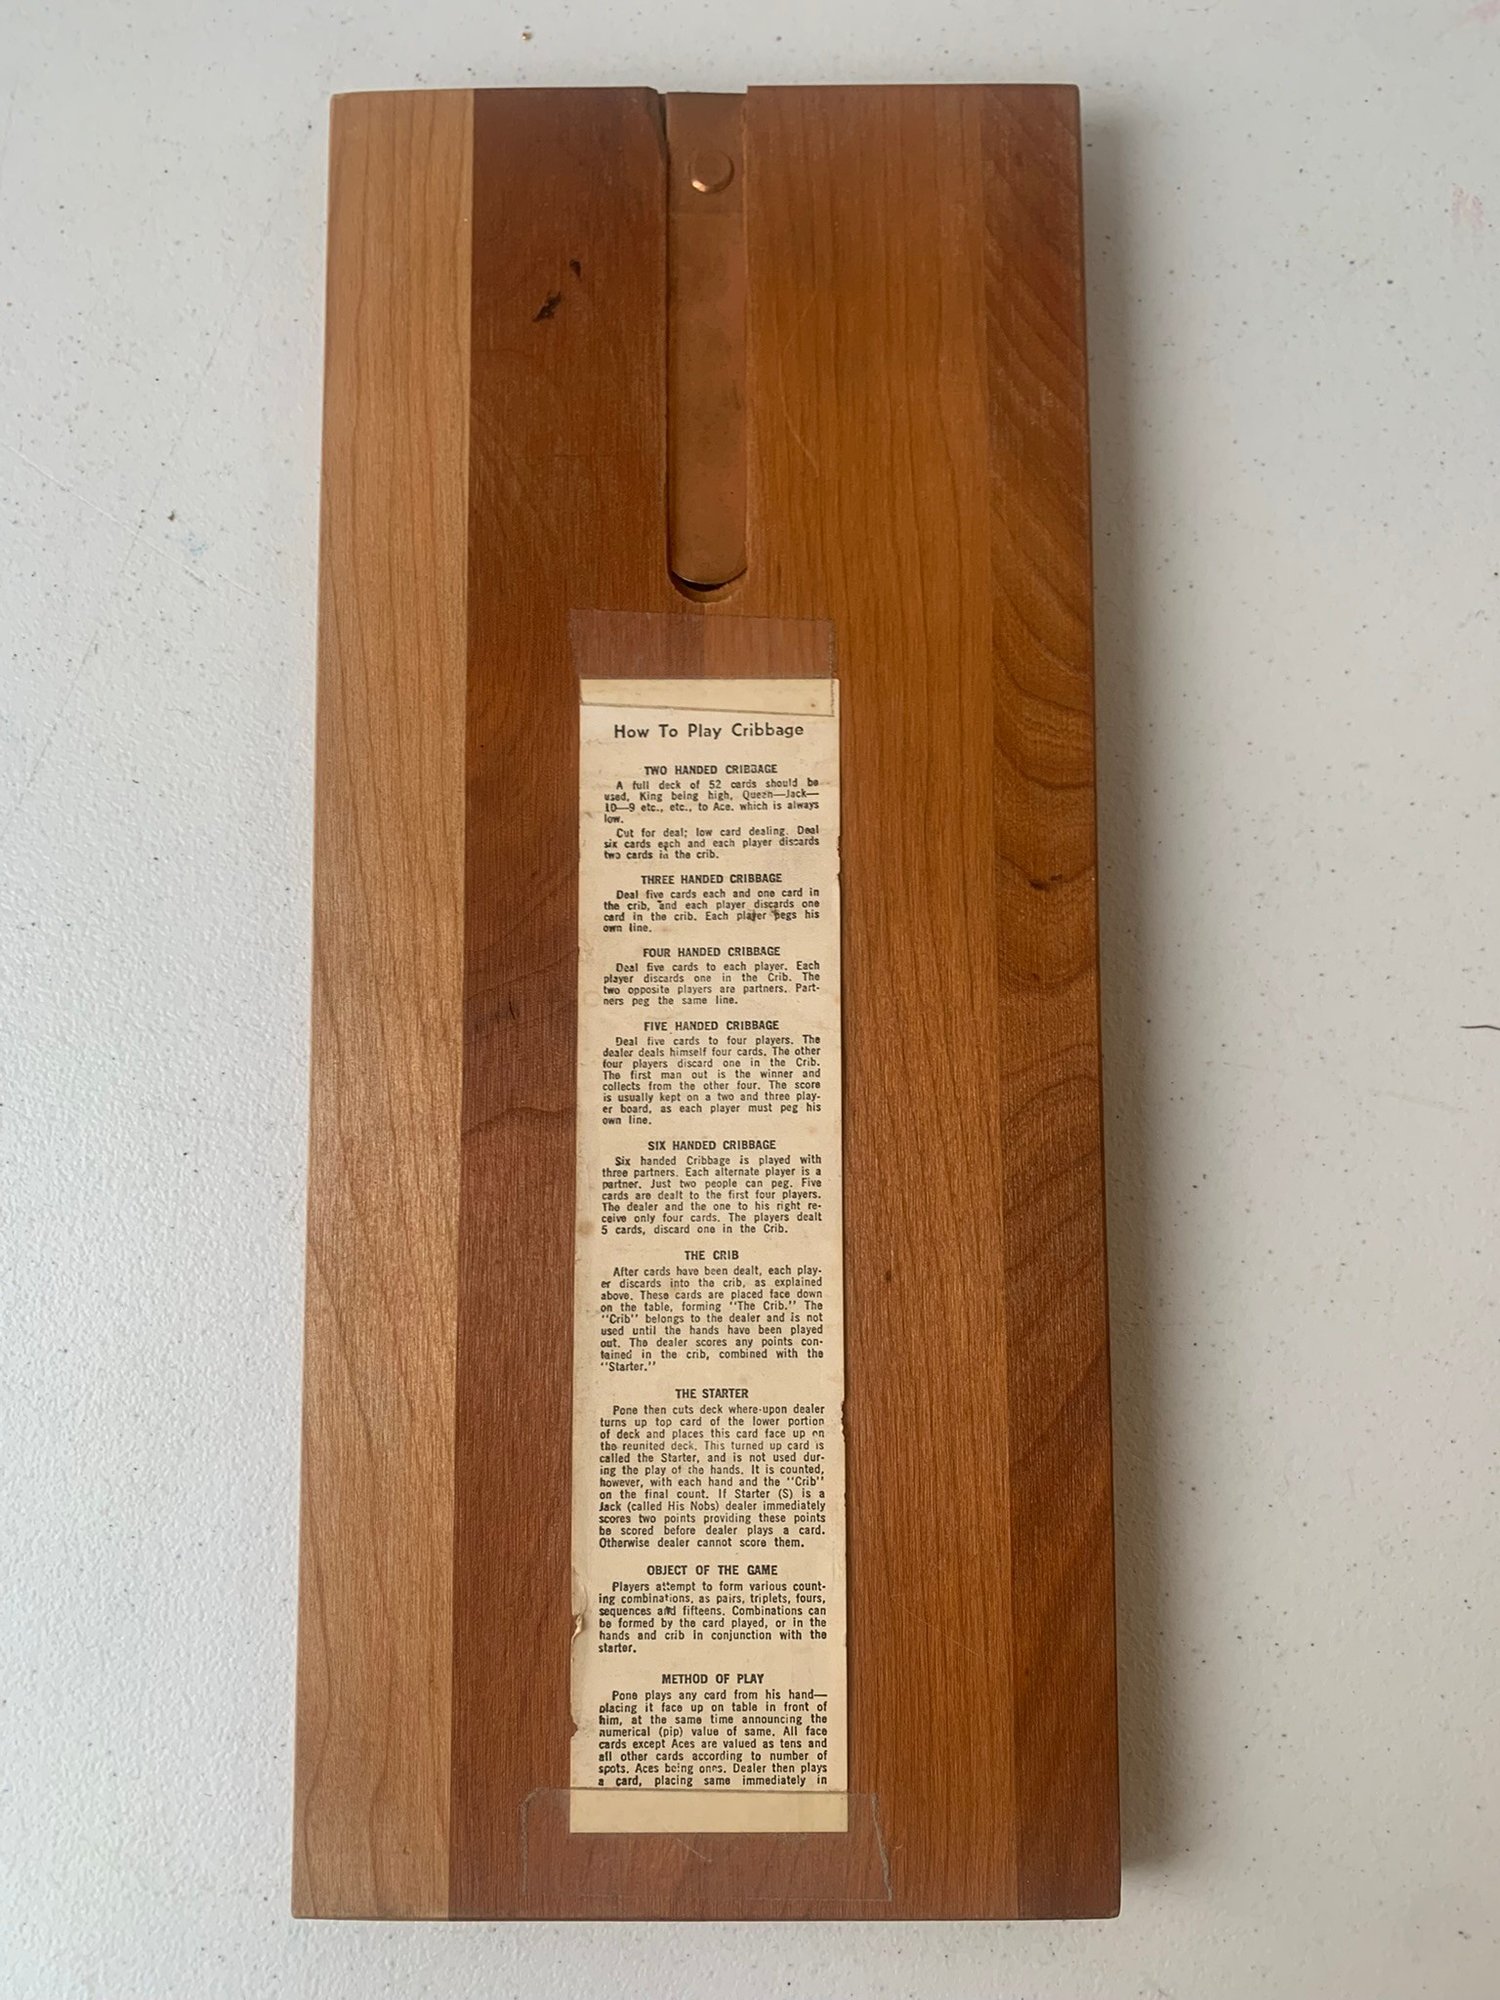 How To Play Cribbage
TWO HANDED CRIBBAGE
A full deck of 52 cards should be
used, King being high, Queen—Jack—
10—9 etc., etc., to Ace. which is always
low.
Cut for deal; low card dealing. Deal
six cards each and each player discards
two cards in the crib.
THREE HANDED CRIBBAGE
Deal five cards each and one card in
the crib, and each player discards one
card in the crib. Each player pegs his
own line.
FOUR HANDED CRIBBAGE
Deal five cards to each player. Each
player discards one in the Crib. The
two opposite players are partners. Part-
ners peg the same line.
FIVE HANDED CRIBBAGE
Deal five cards to four players. The
dealer deals himself four cards. The other
four players discard one in the Crib.
The first man out is the winner and
collects from the other four. The score
is usually kept on a two and three play-
er board, as each player must peg his
own line.
SIX HANDED CRIBBAGE
Six handed Cribbage is played with
three partners. Each alternate player is a
partner. Just two people can peg. Five
cards are dealt to the first four players.
The dealer and the one to his right re-
ceive only four cards. The players dealt
5 cards, discard one in the Crib.
THE CRIB
After cards have been dealt, each play-
er discards into the crib, as explained
above. These cards are placed face down
on the table, forming "The Crib." The
"Crib" belongs to the dealer and is not
used until the hands have been played
out. The dealer scores any points con-
tained in the crib, combined with the
"Starter."
THE STARTER
Pone then cuts deck where-upon dealer
turns up top card of the lower portion
of deck and places this card face up on
the reunited deck. This turned up card is
called the Starter, and is not used dur-
ing the play of the hands. It is counted,
however, with each hand and the "Crib"
on the final count. If Starter (S) is a
Jack (called His Nobs) dealer immediately
scores two points providing these points
be scored before dealer plays a card.
Otherwise dealer cannot score them.
OBJECT OF THE GAME
Players attempt to form various count-
ing combinations, as pairs, triplets, fours,
sequences and fifteens. Combinations can
be formed by the card played, or in the
hands and crib in conjunction with the
starter.
METHOD OF PLAY
Pone plays any card from his hand—
placing it face up on table in front of
him, at the same time announcing the
numerical (pip) value of same. All face
cards except Aces are valued as tens and
all other cards according to number of
spots. Aces being ones. Dealer then plays
a card, placing same immediately in